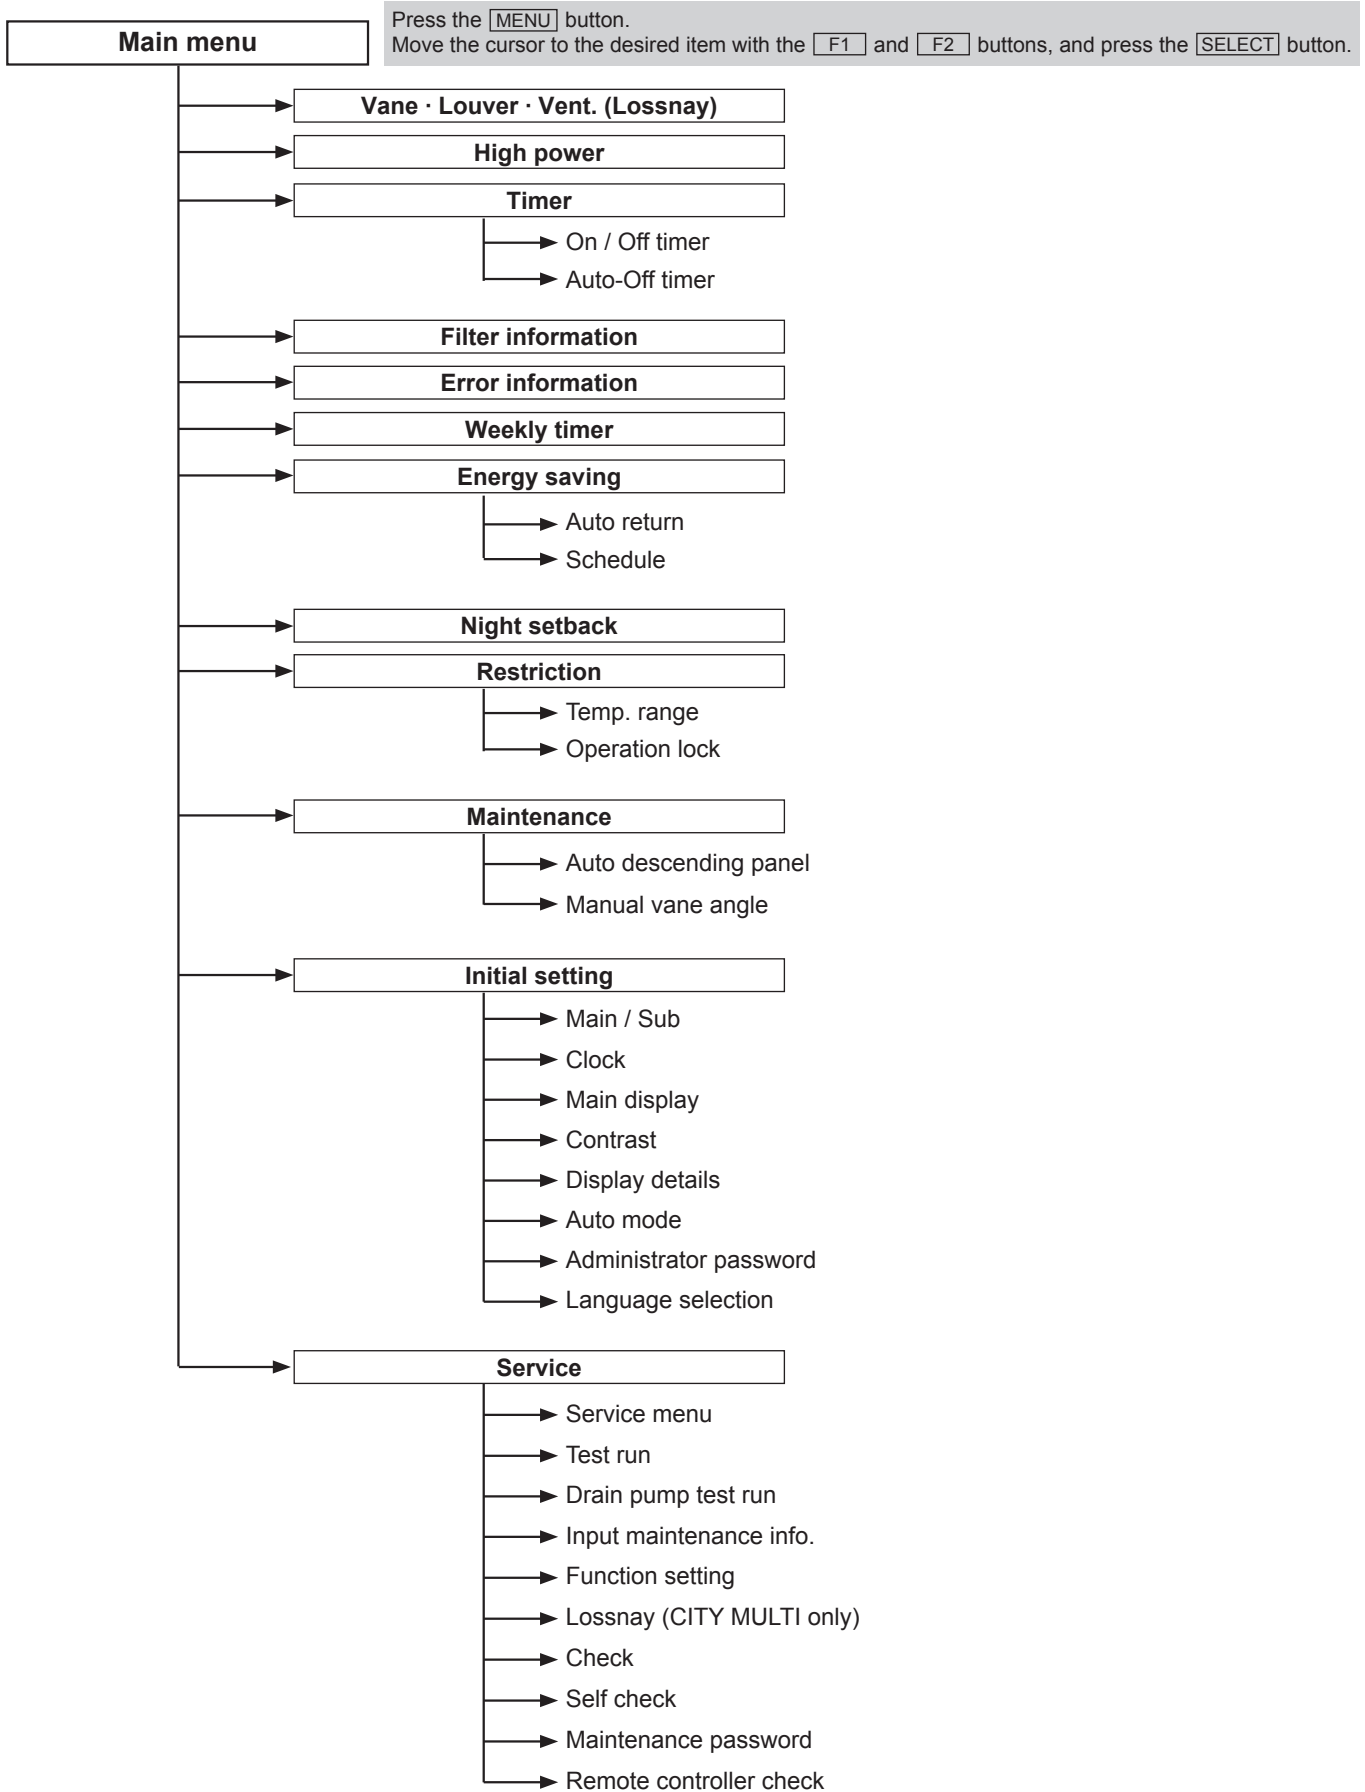 Main menu
Press the MENU button.
Move the cursor to the desired item with the F1 and F2 buttons, and press the SELECT button.
Vane · Louver · Vent. (Lossnay)
High power
Timer
On / Off timer
Auto-Off timer
Filter information
Error information
Weekly timer
Energy saving
Auto return
Schedule
Night setback
Restriction
Temp. range
Operation lock
Maintenance
Auto descending panel
Manual vane angle
Initial setting
Main / Sub
Clock
Main display
Contrast
Display details
Auto mode
Administrator password
Language selection
Service
Service menu
Test run
Drain pump test run
Input maintenance info.
Function setting
Lossnay (CITY MULTI only)
Check
Self check
Maintenance password
Remote controller check